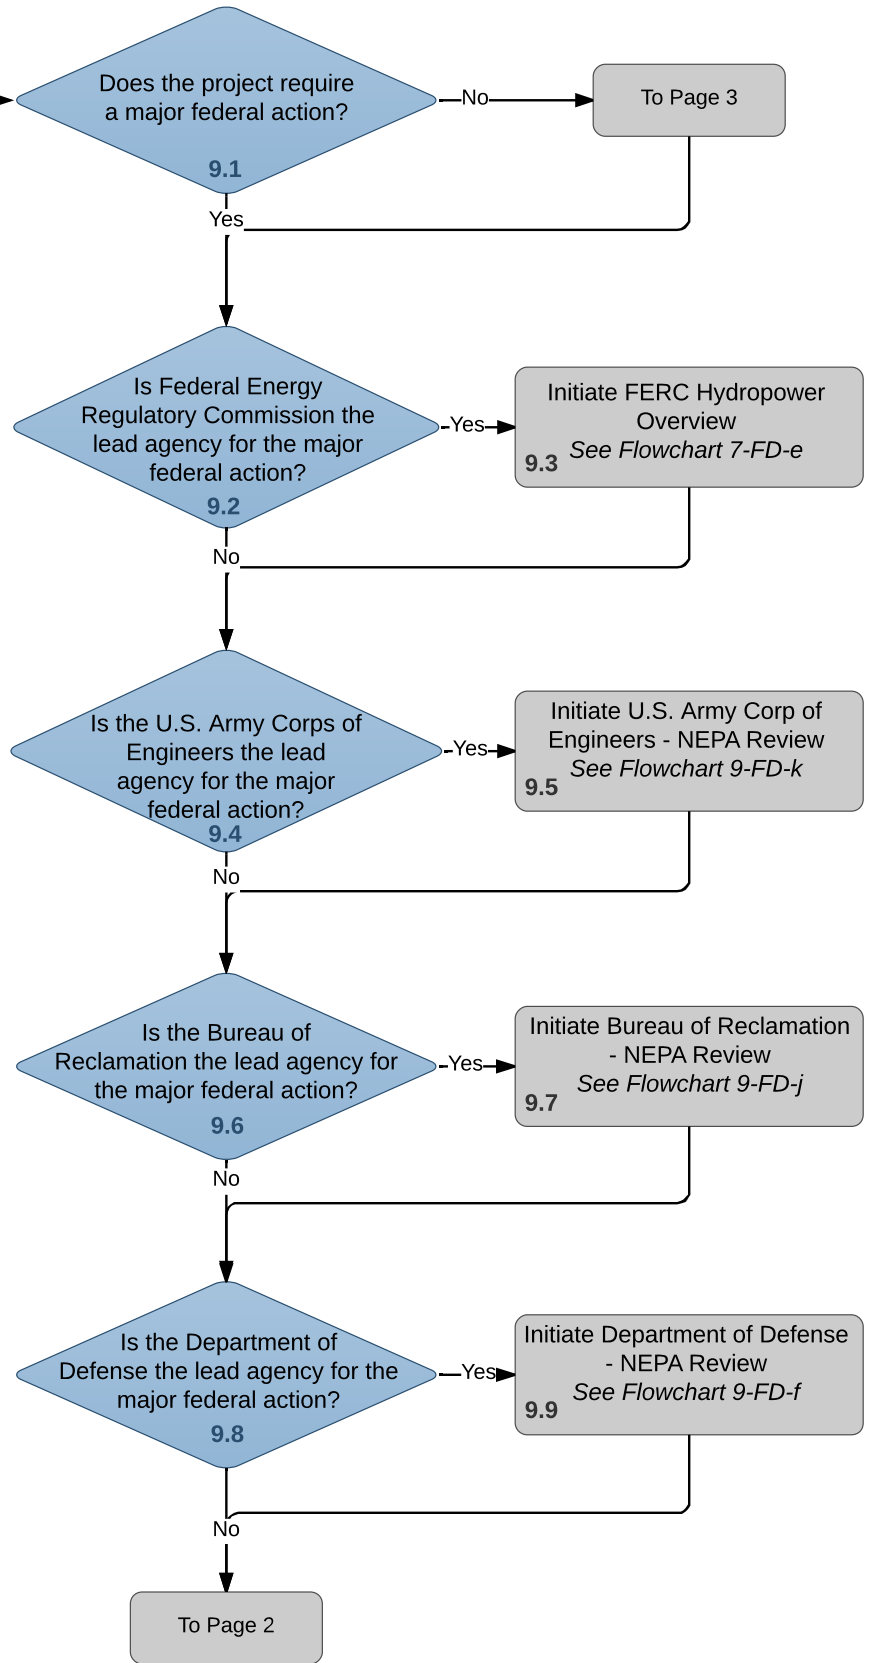 Does the project require
a major federal action?
9.1
No
To Page 3
Yes
Is Federal Energy
Regulatory Commission the
lead agency for the major
federal action?
9.2
Yes
Initiate FERC Hydropower
Overview
See Flowchart 7-FD-e
9.3
No
Is the U.S. Army Corps of
Engineers the lead
agency for the major
federal action?
9.4
Yes
Initiate U.S. Army Corp of
Engineers - NEPA Review
See Flowchart 9-FD-k
9.5
No
Is the Bureau of
Reclamation the lead agency for
the major federal action?
9.6
Yes
Initiate Bureau of Reclamation
- NEPA Review
See Flowchart 9-FD-j
9.7
No
Is the Department of
Defense the lead agency for the
major federal action?
9.8
Yes
Initiate Department of Defense
- NEPA Review
See Flowchart 9-FD-f
9.9
No
To Page 2